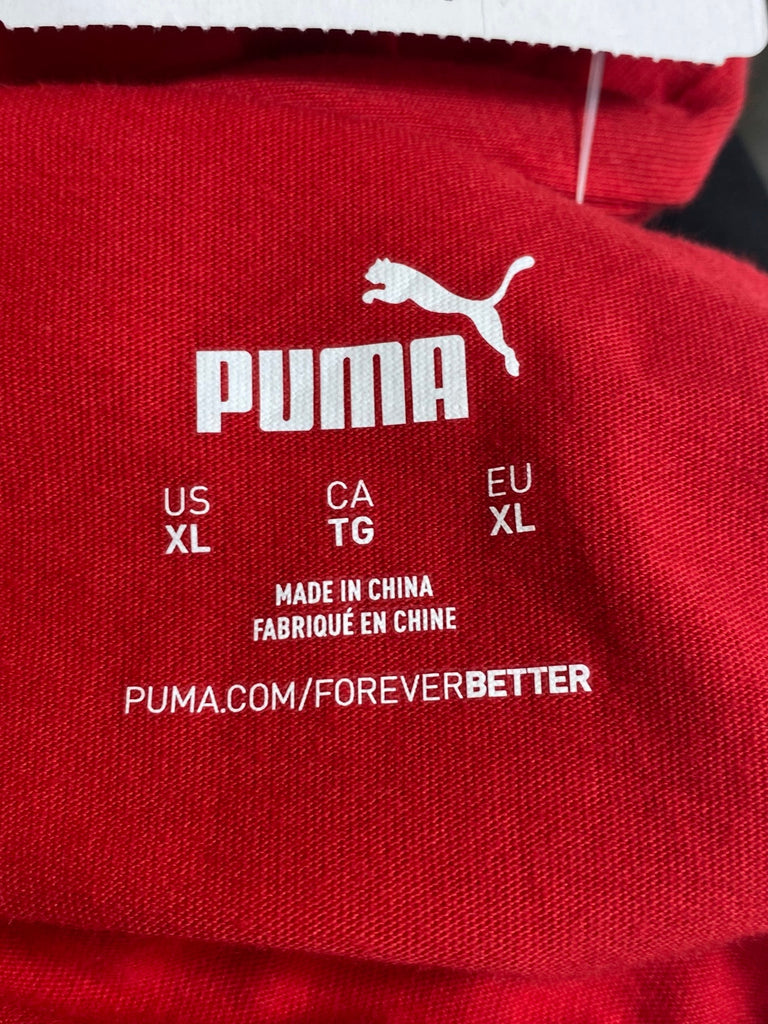 PUMA
US CA EU
XL TG XL
MADE IN CHINA
FABRIQUÉ EN CHINE
PUMA.COM/FOREVERBETTER